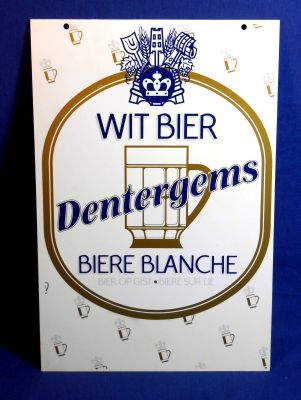 WIT BIER
Dentergems
BIERE BLANCHE
BIER OP GIST • BIERE SUR LIE